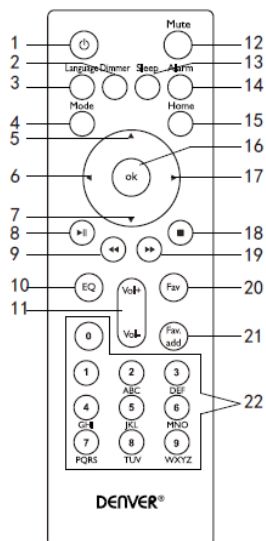 Mute
1
12
2
13
Language Dimmer Sleep Alarm
3
14
Mode
Home
4
15
5
16
6
ok
17
7
8
18
9
19
10
EQ
Vol+
Fav
20
11
Vol-
Fav. add
21
0
1 2 3
ABC DEF
22
4 5 6
GHI JKL MNO
7 8 9
PQRS TUV WXYZ
DENVER®